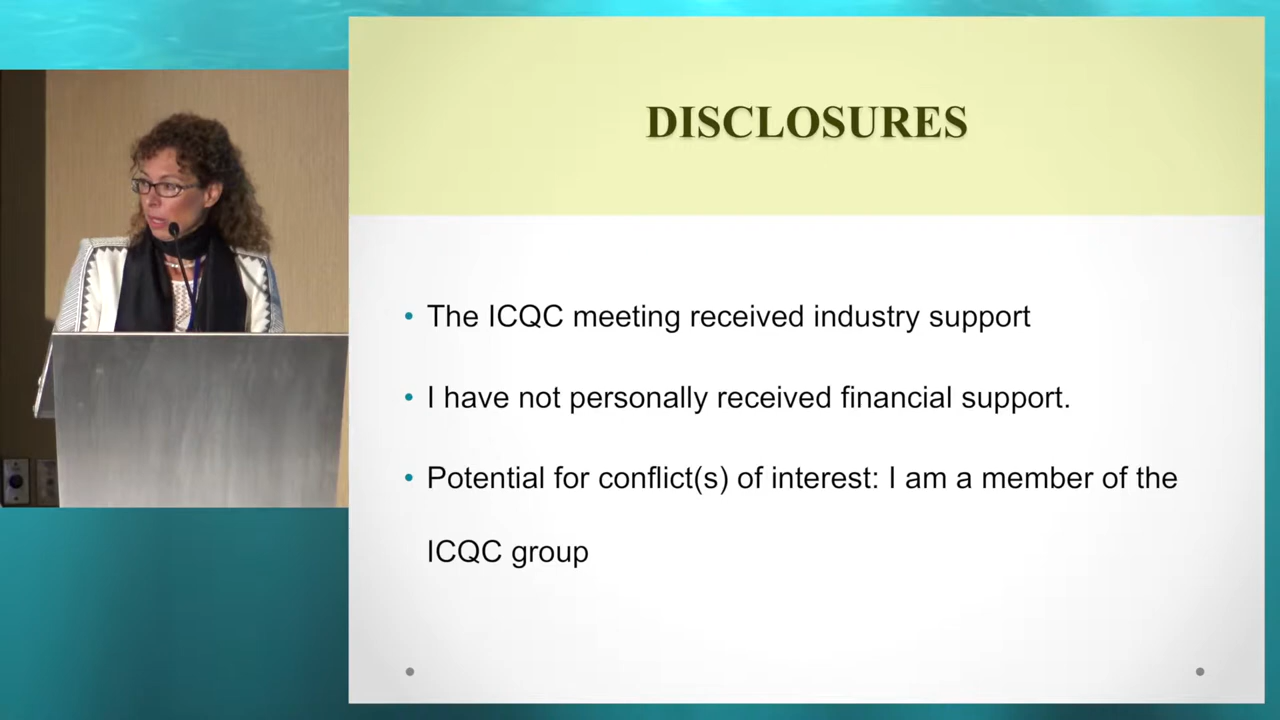 DISCLOSURES
• The ICQC meeting received industry support
• I have not personally received financial support.
• Potential for conflict(s) of interest: I am a member of the
ICQC group